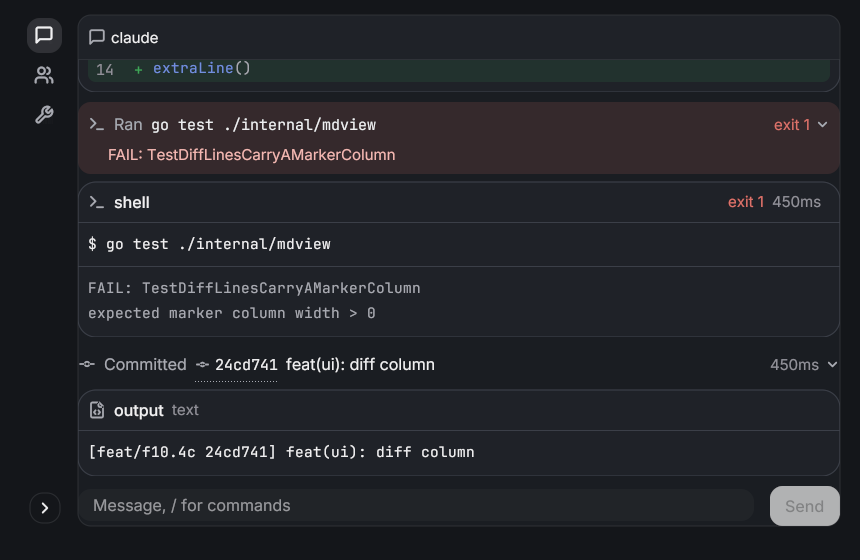 claude
14 + extraLine()
Ran go test ./internal/mdview exit 1
FAIL: TestDiffLinesCarryAMarkerColumn
shell exit 1 450ms
$ go test ./internal/mdview
FAIL: TestDiffLinesCarryAMarkerColumn
expected marker column width > 0
Committed 24cd741 feat(ui): diff column 450ms
output text
[feat/f10.4c 24cd741] feat(ui): diff column
Message, / for commands Send